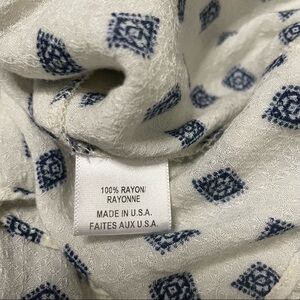 100% RAYON/
RAYONNE
MADE IN U.S.A.
FAITES AUX U.S.A.